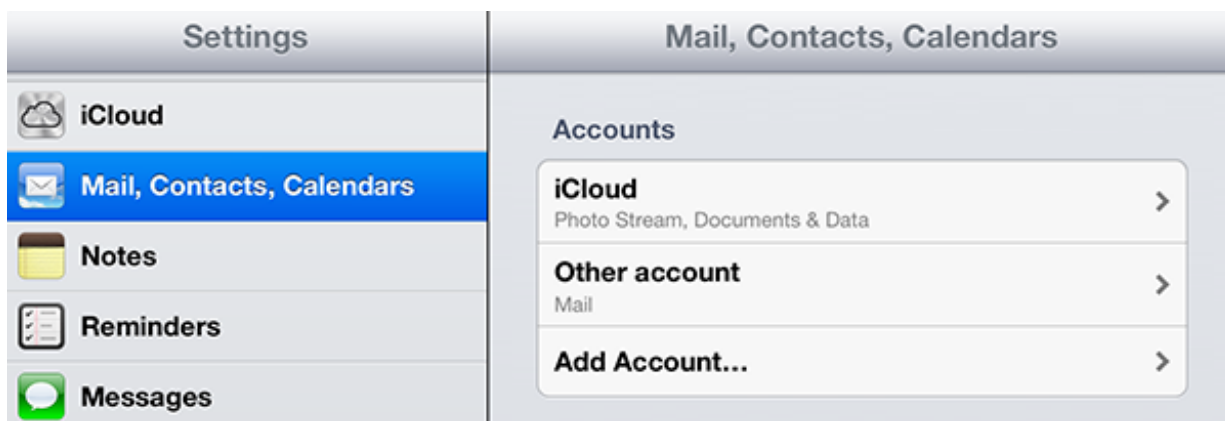 Settings
iCloud
Mail, Contacts, Calendars
Notes
Reminders
Messages
Mail, Contacts, Calendars
Accounts
iCloud
Photo Stream, Documents & Data
Other account
Mail
Add Account...